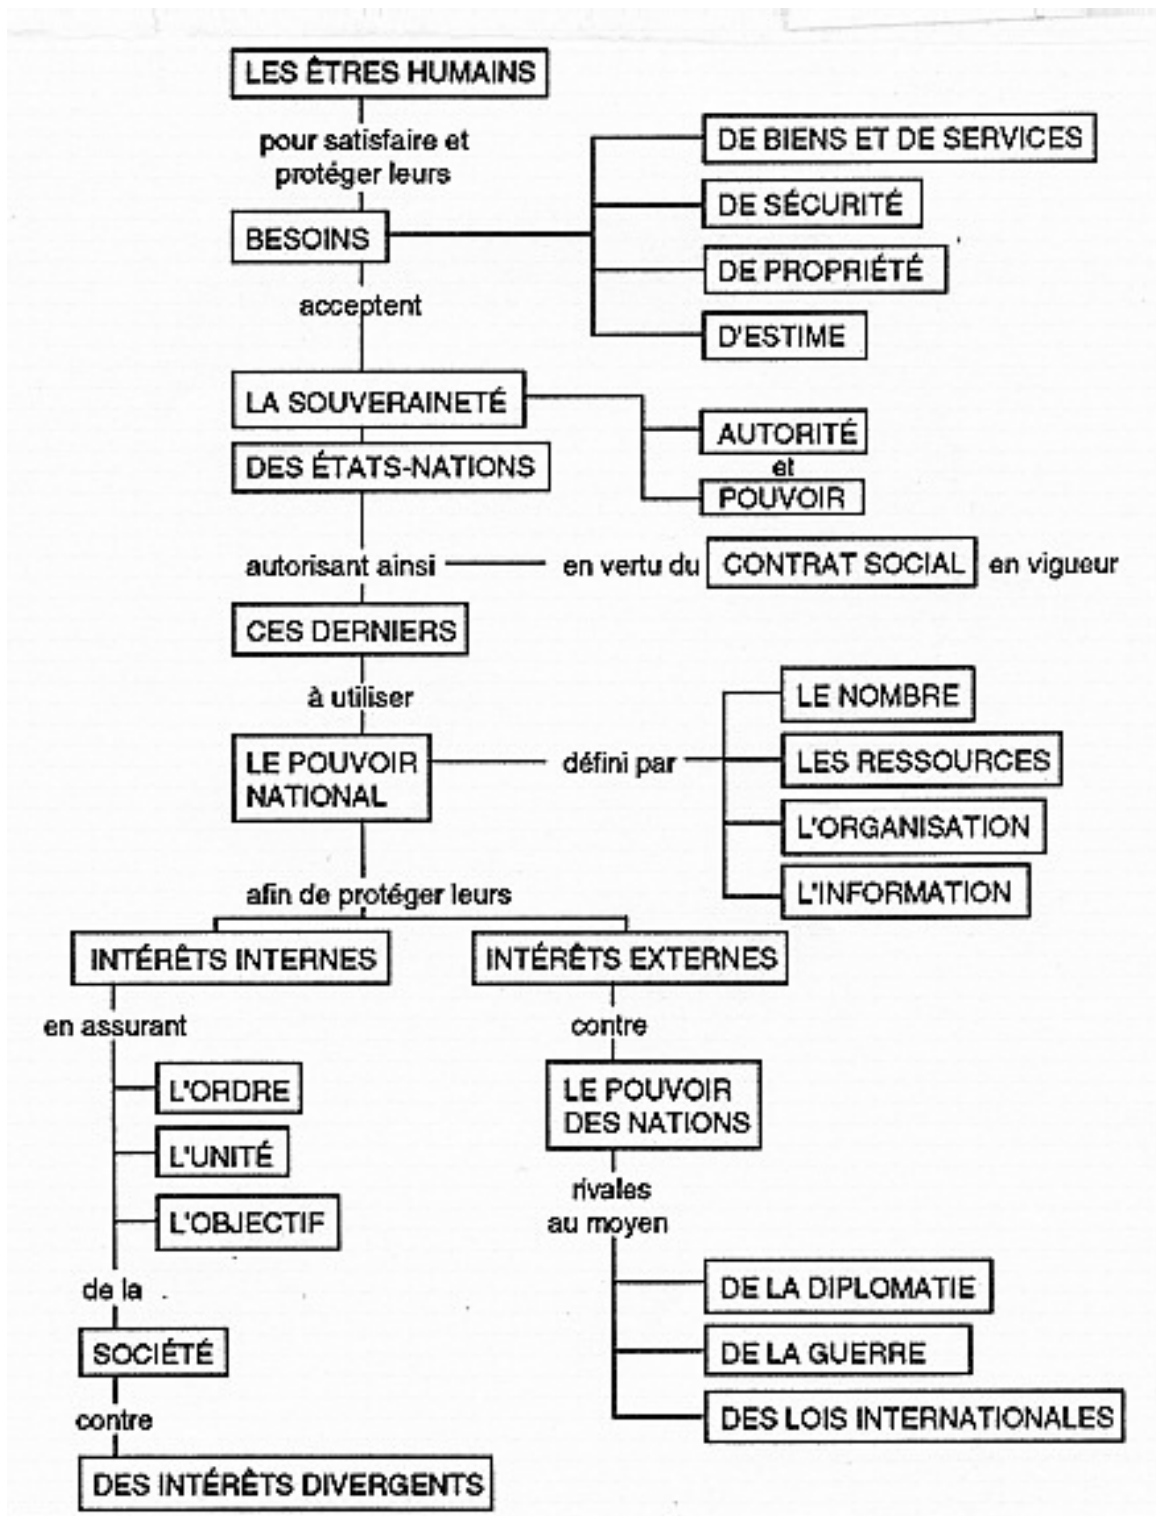 LES ÊTRES HUMAINS
pour satisfaire et
protéger leurs
BESOINS
DE BIENS ET DE SERVICES
DE SÉCURITÉ
DE PROPRIÉTÉ
D'ESTIME
acceptent
LA SOUVERAINETÉ
AUTORITÉ
et
POUVOIR
DES ÉTATS-NATIONS
autorisant ainsi en vertu du CONTRAT SOCIAL en vigueur
CES DERNIERS
à utiliser
LE POUVOIR
NATIONAL
défini par
LE NOMBRE
LES RESSOURCES
L'ORGANISATION
L'INFORMATION
afin de protéger leurs
INTÉRÊTS INTERNES
en assurant
L'ORDRE
L'UNITÉ
L'OBJECTIF
de la
SOCIÉTÉ
contre
DES INTÉRÊTS DIVERGENTS
INTÉRÊTS EXTERNES
contre
LE POUVOIR
DES NATIONS
rivales
au moyen
DE LA DIPLOMATIE
DE LA GUERRE
DES LOIS INTERNATIONALES